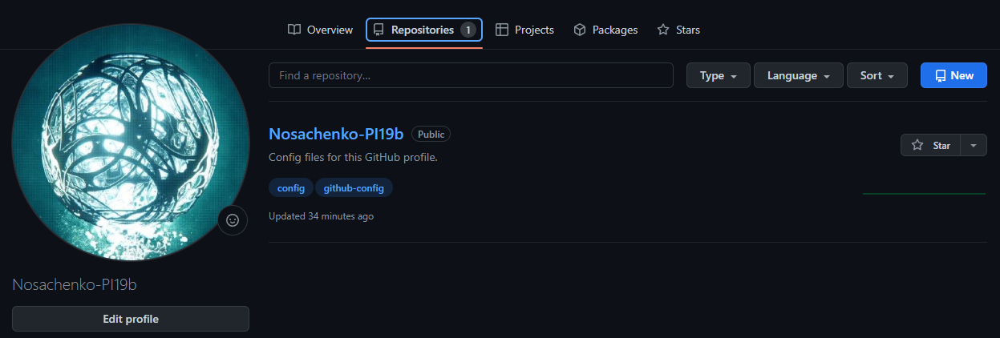 Overview Repositories 1 Projects Packages Stars
Find a repository... Type Language Sort New
Nosachenko-PI19b Public
Star
Config files for this GitHub profile.
config github-config
Updated 34 minutes ago
Nosachenko-PI19b
Edit profile